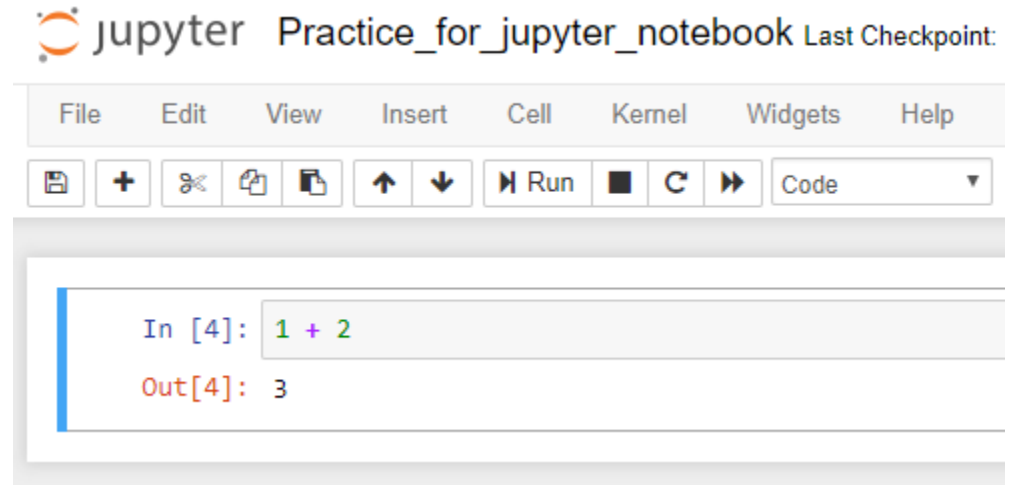 jupyter Practice_for_jupyter_notebook Last Checkpoint:
File Edit View Insert Cell Kernel Widgets Help
Run Code
In [4]: 1 + 2
Out[4]: 3